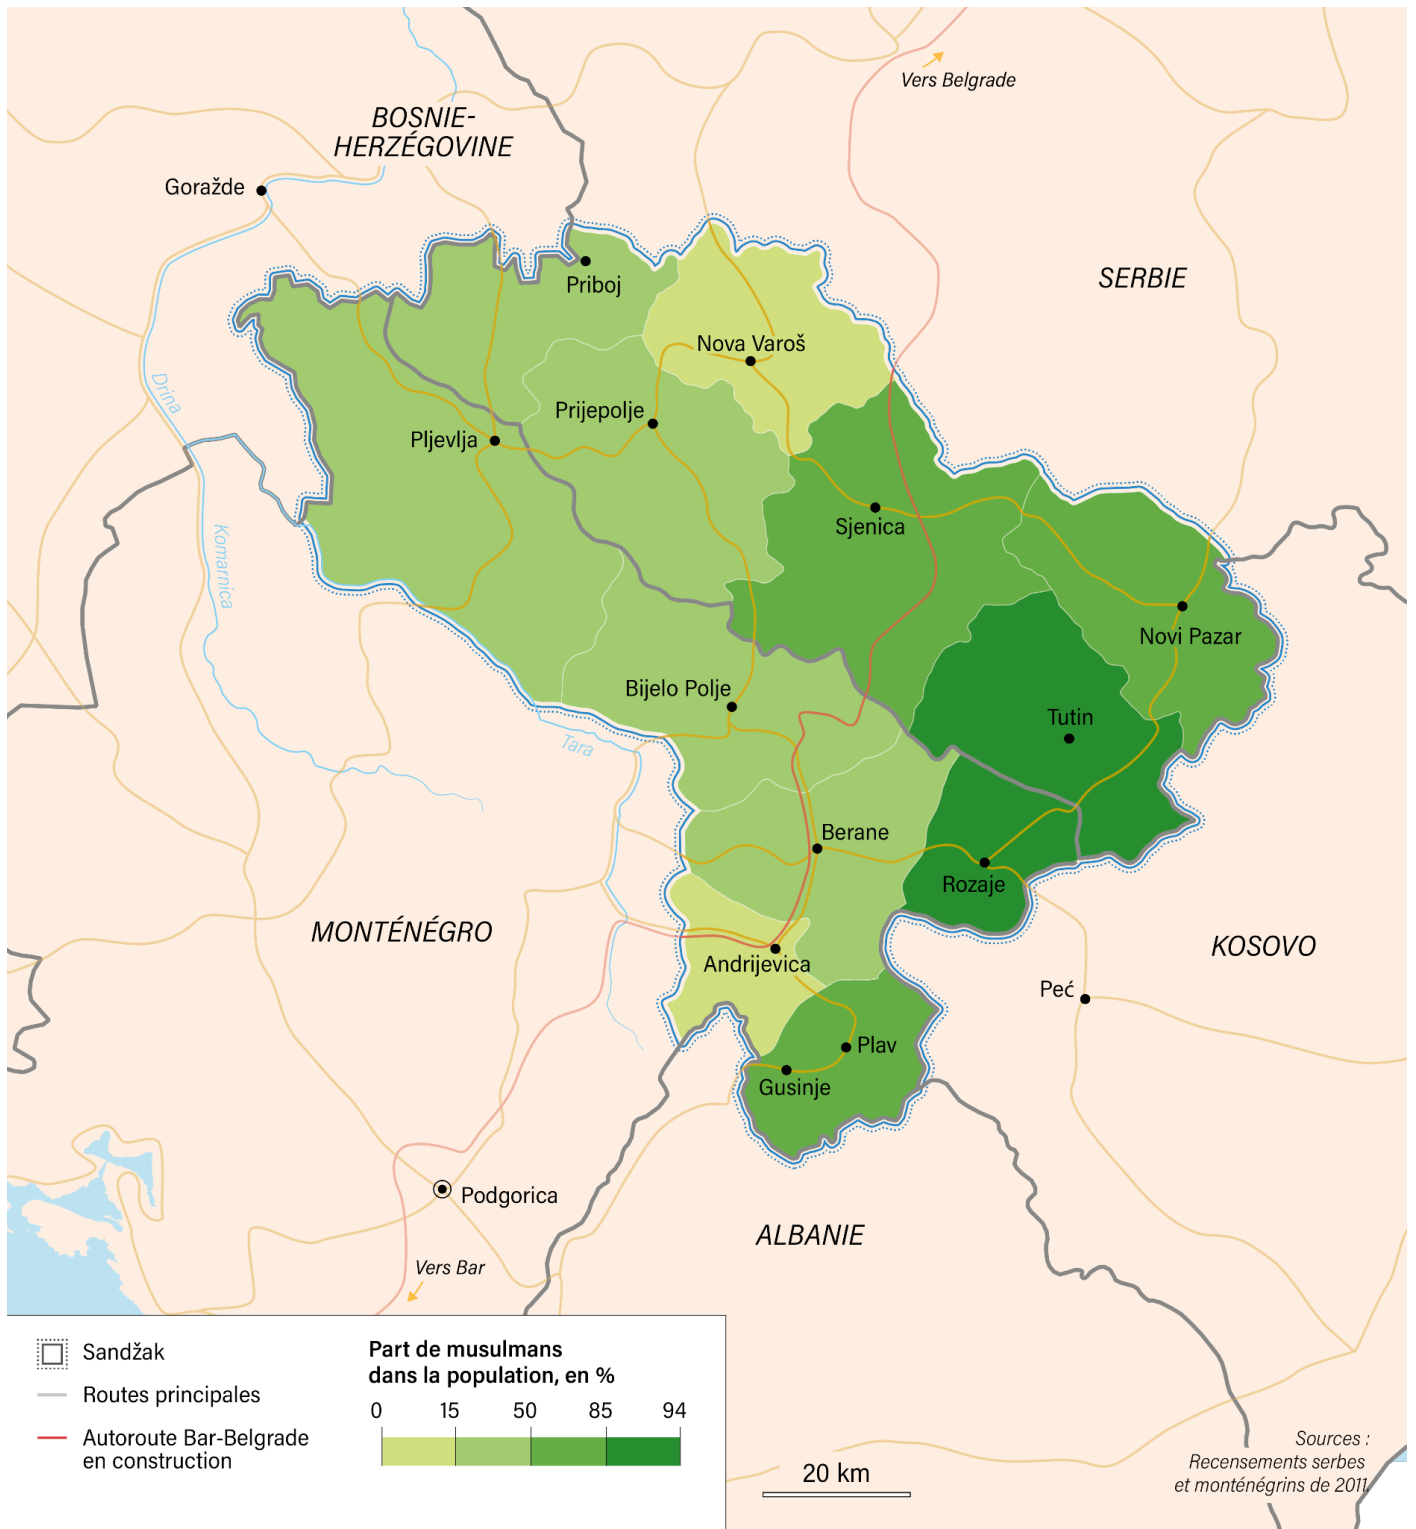 Vers Belgrade
BOSNIE-
HERZÉGOVINE
Goražde
SERBIE
Priboj
Nova Varoš
Drina
Prijepolje
Pljevlja
Sjenica
Komarnica
Novi Pazar
Bijelo Polje
Tutin
Tara
Berane
Rozaje
MONTÉNÉGRO
KOSOVO
Andrijevica
Peć
Plav
Gusinje
Podgorica
ALBANIE
Vers Bar
Sandžak
Routes principales
Autoroute Bar-Belgrade
en construction
Part de musulmans
dans la population, en %
0 15 50 85 94
20 km
Sources :
Recensements serbes
et monténégrins de 2011.